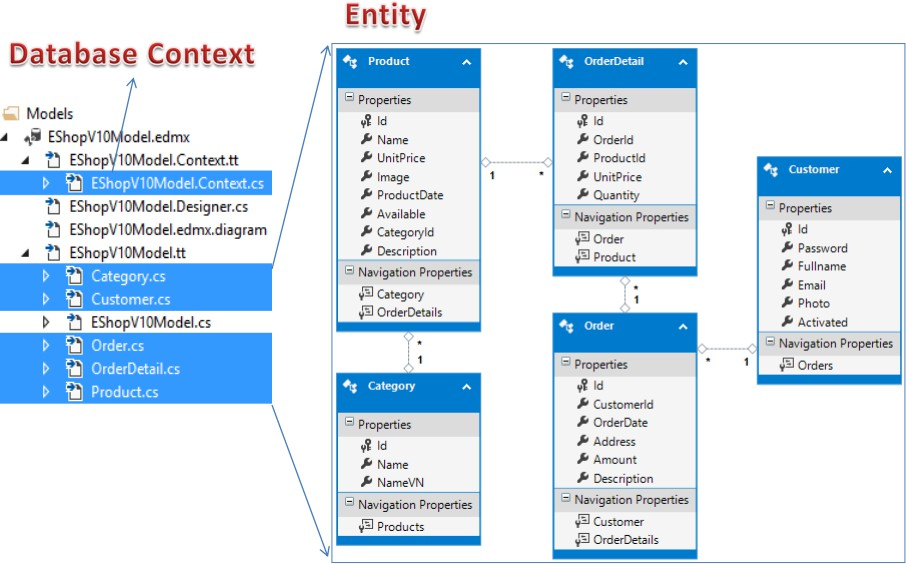 Entity
Database Context
Models
EShopV10Model.edmx
EShopV10Model.Context.tt
EShopV10Model.Context.cs
EShopV10Model.Designer.cs
EShopV10Model.edmx.diagram
EShopV10Model.tt
Category.cs
Customer.cs
EShopV10Model.cs
Order.cs
OrderDetail.cs
Product.cs
Product
Properties
Id
Name
UnitPrice
Image
ProductDate
Available
CategoryId
Description
Navigation Properties
Category
OrderDetails
1
*
*
1
Category
Properties
Id
Name
NameVN
Navigation Properties
Products
OrderDetail
Properties
Id
OrderId
ProductId
UnitPrice
Quantity
Navigation Properties
Order
Product
*
1
Order
Properties
Id
CustomerId
OrderDate
Address
Amount
Description
Navigation Properties
Customer
OrderDetails
*
1
Customer
Properties
Id
Password
Fullname
Email
Photo
Activated
Navigation Properties
Orders